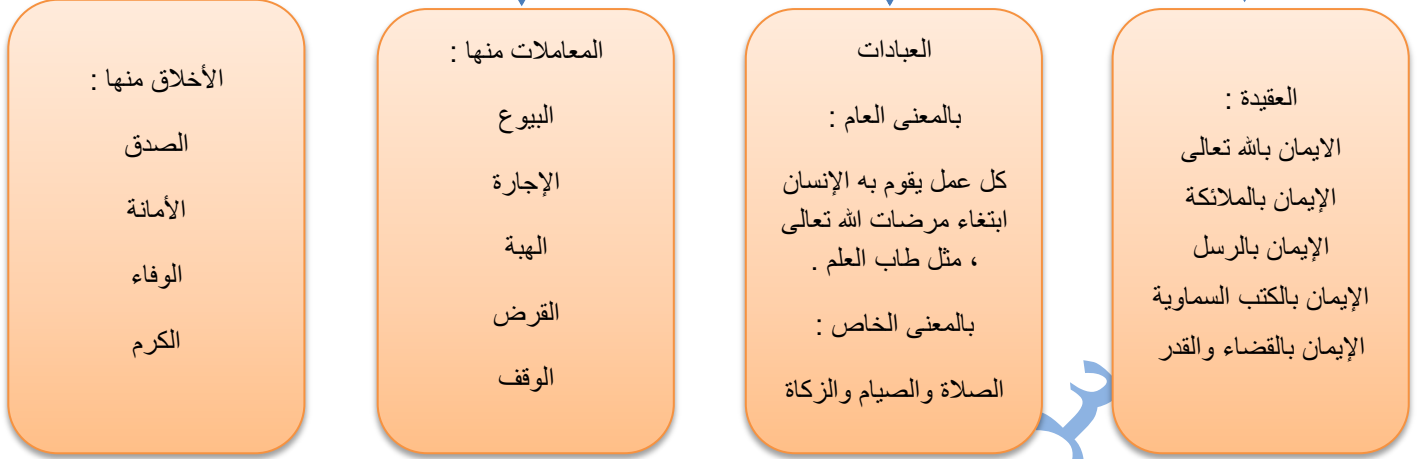 العقيدة :
الايمان بالله تعالى
الإيمان بالملائكة
الإيمان بالرسل
الإيمان بالكتب السماوية
الإيمان بالقضاء والقدر
العبادات
بالمعنى العام :
كل عمل يقوم به الإنسان
ابتغاء مرضات الله تعالى
، مثل طاب العلم .
بالمعنى الخاص :
الصلاة والصيام والزكاة
المعاملات منها :
البيوع
الإجارة
الهبة
القرض
الوقف
الأخلاق منها :
الصدق
الأمانة
الوفاء
الكرم